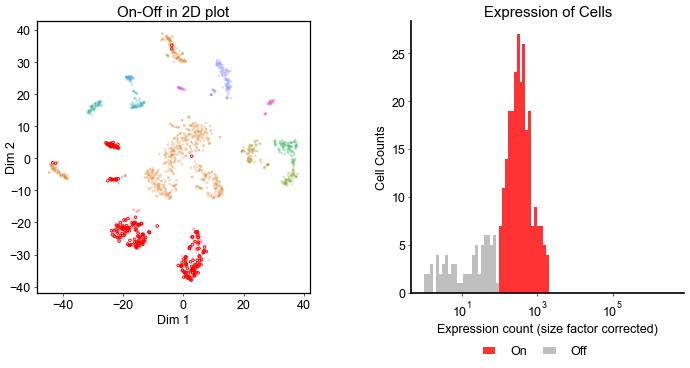 On-Off in 2D plot
Expression of Cells
40
30
20
10
0
−10
−20
−30
−40
Dim 2
−40
−20
0
20
40
Dim 1
25
20
15
10
5
0
Cell Counts
10^1
10^3
10^5
Expression count (size factor corrected)
On
Off